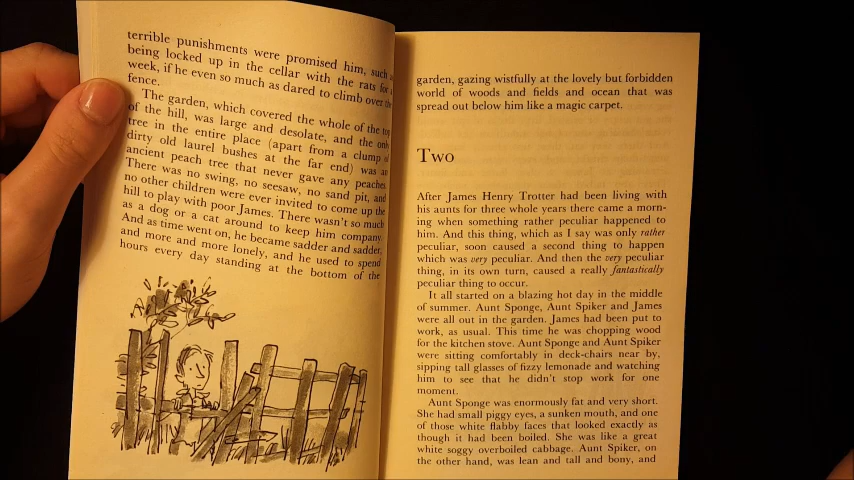 terrible punishments were promised him, such as
being locked up in the cellar with the rats for a
week, if he even so much as dared to climb over the
fence.
The garden, which covered the whole of the top
of the hill, was large and desolate, and the only
tree in the entire place (apart from a clump of
dirty old laurel bushes at the far end) was an
ancient peach tree that never gave any peaches.
There was no swing, no seesaw, no sand pit, and
no other children were ever invited to come up the
hill to play with poor James. There wasn't so much
as a dog or a cat around to keep him company.
And as time went on, he became sadder and sadder,
and more and more lonely, and he used to spend
hours every day standing at the bottom of the
garden, gazing wistfully at the lovely but forbidden
world of woods and fields and ocean that was
spread out below him like a magic carpet.
Two
After James Henry Trotter had been living with
his aunts for three whole years there came a morn-
ing when something rather peculiar happened to
him. And this thing, which as I say was only rather
peculiar, soon caused a second thing to happen
which was very peculiar. And then the very peculiar
thing, in its own turn, caused a really fantastically
peculiar thing to occur.
It all started on a blazing hot day in the middle
of summer. Aunt Sponge, Aunt Spiker and James
were all out in the garden. James had been put to
work, as usual. This time he was chopping wood
for the kitchen stove. Aunt Sponge and Aunt Spiker
were sitting comfortably in deck-chairs near by,
sipping tall glasses of fizzy lemonade and watching
him to see that he didn't stop work for one
moment.
Aunt Sponge was enormously fat and very short.
She had small piggy eyes, a sunken mouth, and one
of those white flabby faces that looked exactly as
though it had been boiled. She was like a great
white soggy overboiled cabbage. Aunt Spiker, on
the other hand, was lean and tall and bony, and